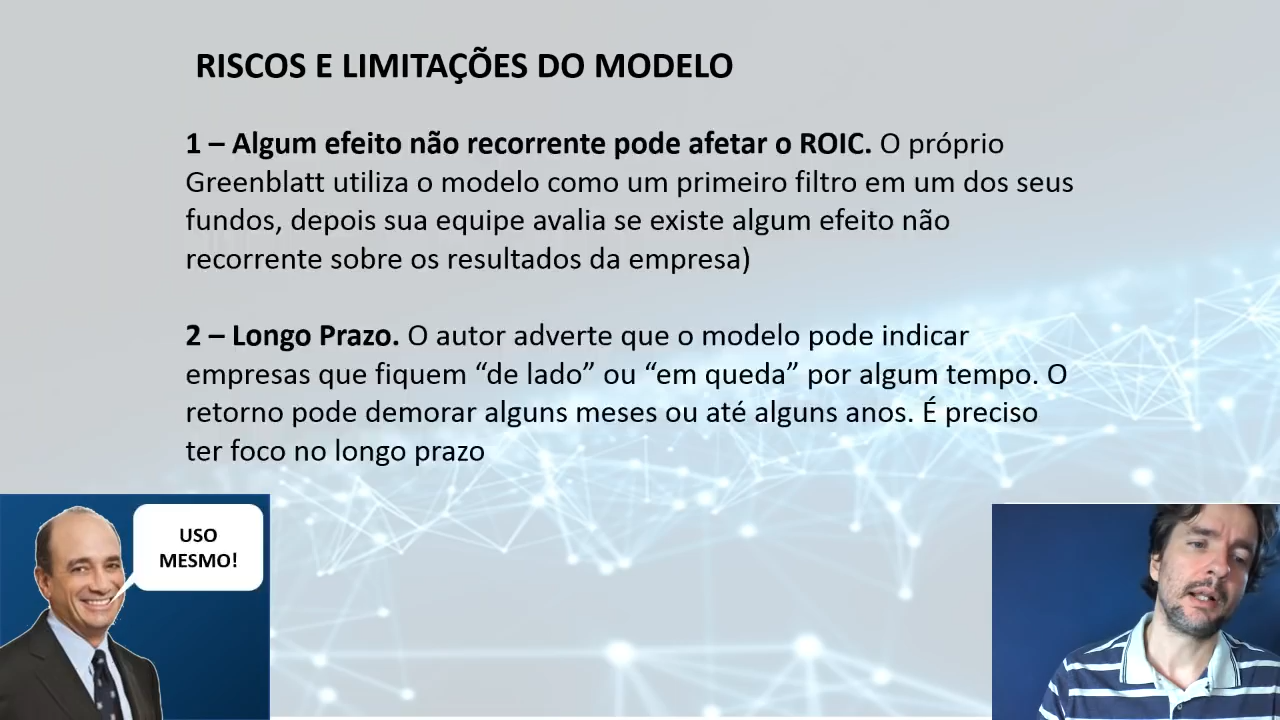 RISCOS E LIMITAÇÕES DO MODELO
1 – Algum efeito não recorrente pode afetar o ROIC. O próprio
Greenblatt utiliza o modelo como um primeiro filtro em um dos seus
fundos, depois sua equipe avalia se existe algum efeito não
recorrente sobre os resultados da empresa)
2 – Longo Prazo. O autor adverte que o modelo pode indicar
empresas que fiquem “de lado” ou “em queda” por algum tempo. O
retorno pode demorar alguns meses ou até alguns anos. É preciso
ter foco no longo prazo
USO
MESMO!